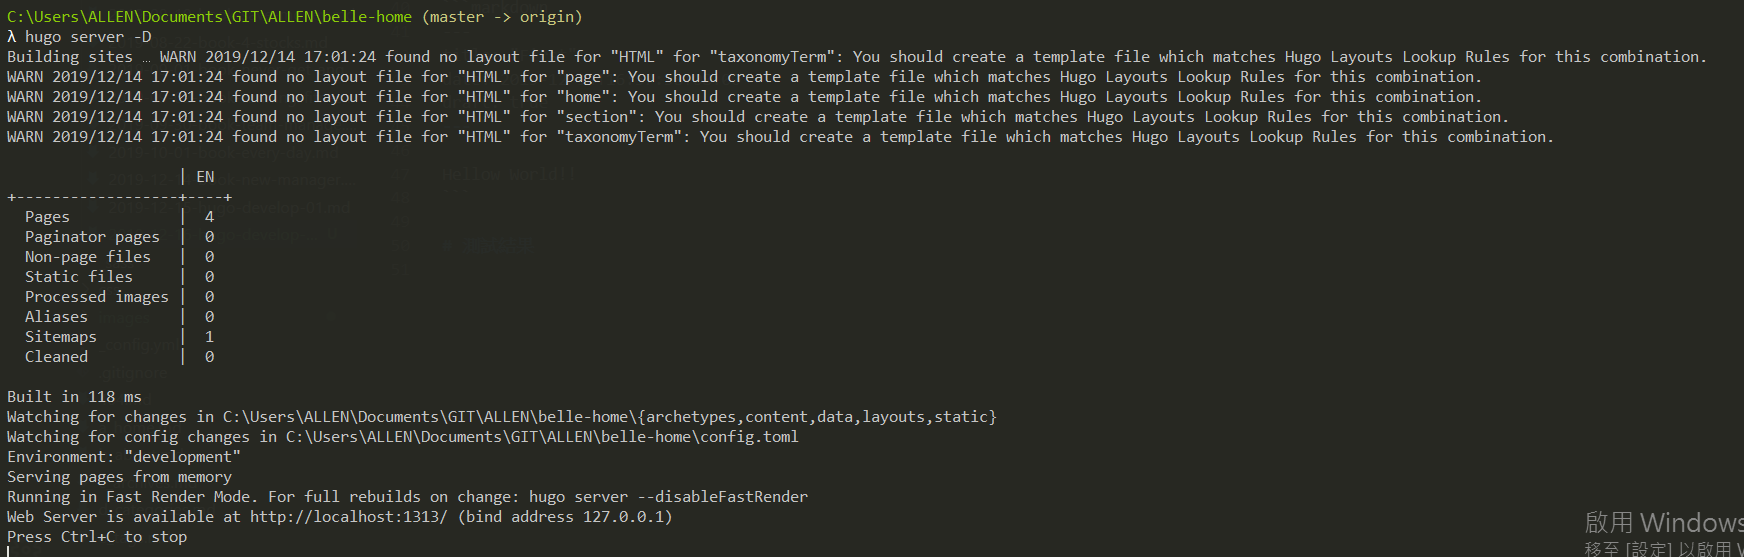 C:\Users\ALLEN\Documents\GIT\ALLEN\belle-home (master -> origin)
λ hugo server -D
Building sites … WARN 2019/12/14 17:01:24 found no layout file for "HTML" for "taxonomyTerm": You should create a template file which matches Hugo Layouts Lookup Rules for this combination.
WARN 2019/12/14 17:01:24 found no layout file for "HTML" for "page": You should create a template file which matches Hugo Layouts Lookup Rules for this combination.
WARN 2019/12/14 17:01:24 found no layout file for "HTML" for "home": You should create a template file which matches Hugo Layouts Lookup Rules for this combination.
WARN 2019/12/14 17:01:24 found no layout file for "HTML" for "section": You should create a template file which matches Hugo Layouts Lookup Rules for this combination.
WARN 2019/12/14 17:01:24 found no layout file for "HTML" for "taxonomyTerm": You should create a template file which matches Hugo Layouts Lookup Rules for this combination.
| EN
+------------------+----+
Pages | 4
Paginator pages | 0
Non-page files | 0
Static files | 0
Processed images | 0
Aliases | 0
Sitemaps | 1
Cleaned | 0
Built in 118 ms
Watching for changes in C:\Users\ALLEN\Documents\GIT\ALLEN\belle-home\{archetypes,content,data,layouts,static}
Watching for config changes in C:\Users\ALLEN\Documents\GIT\ALLEN\belle-home\config.toml
Environment: "development"
Serving pages from memory
Running in Fast Render Mode. For full rebuilds on change: hugo server --disableFastRender
Web Server is available at http://localhost:1313/ (bind address 127.0.0.1)
Press Ctrl+C to stop
啟用 Windows
移至 [設定] 以啟用